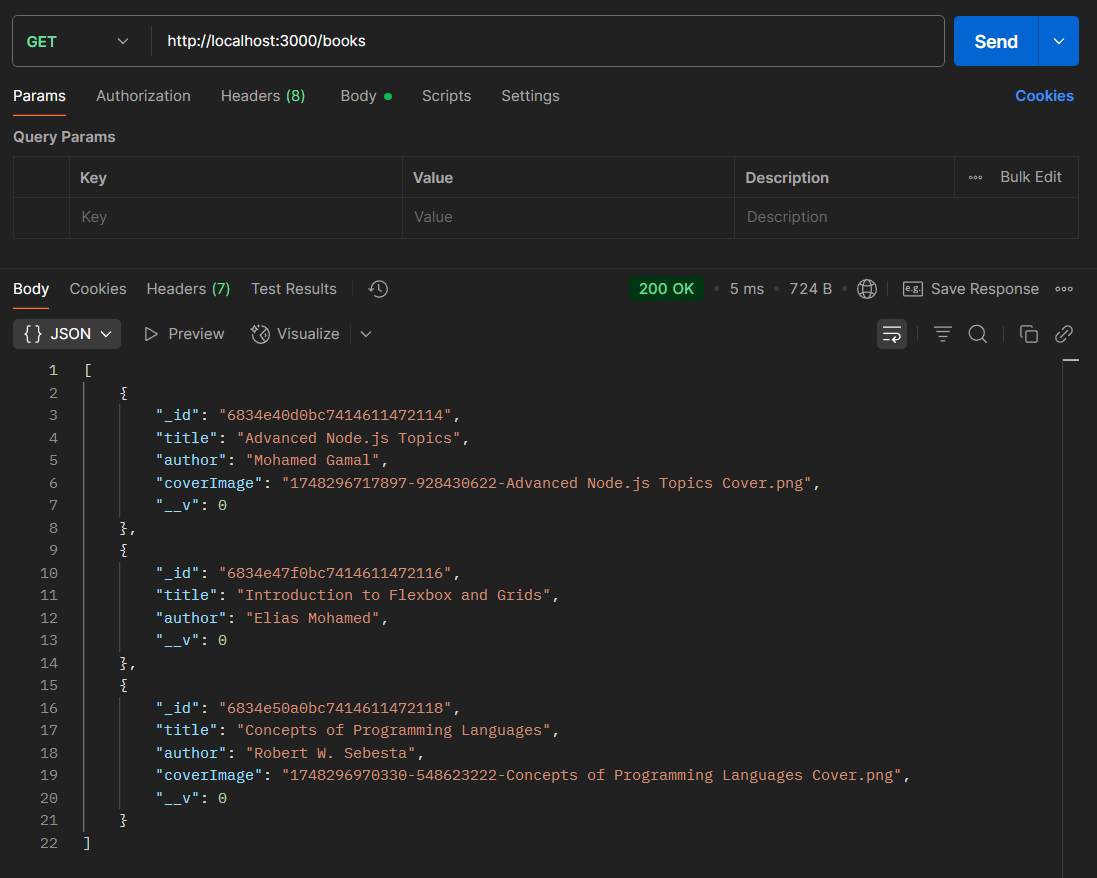 GET http://localhost:3000/books Send
Params Authorization Headers (8) Body Scripts Settings Cookies
Query Params
Key Value Description Bulk Edit
Key Value Description
Body Cookies Headers (7) Test Results 200 OK 5 ms 724 B e.g. Save Response
{} JSON Preview Visualize
1 [
2 {
3 "_id": "6834e40d0bc7414611472114",
4 "title": "Advanced Node.js Topics",
5 "author": "Mohamed Gamal",
6 "coverImage": "1748296717897-928430622-Advanced Node.js Topics Cover.png",
7 "__v": 0
8 },
9 {
10 "_id": "6834e47f0bc7414611472116",
11 "title": "Introduction to Flexbox and Grids",
12 "author": "Elias Mohamed",
13 "__v": 0
14 },
15 {
16 "_id": "6834e50a0bc7414611472118",
17 "title": "Concepts of Programming Languages",
18 "author": "Robert W. Sebesta",
19 "coverImage": "1748296970330-548623222-Concepts of Programming Languages Cover.png",
20 "__v": 0
21 }
22 ]